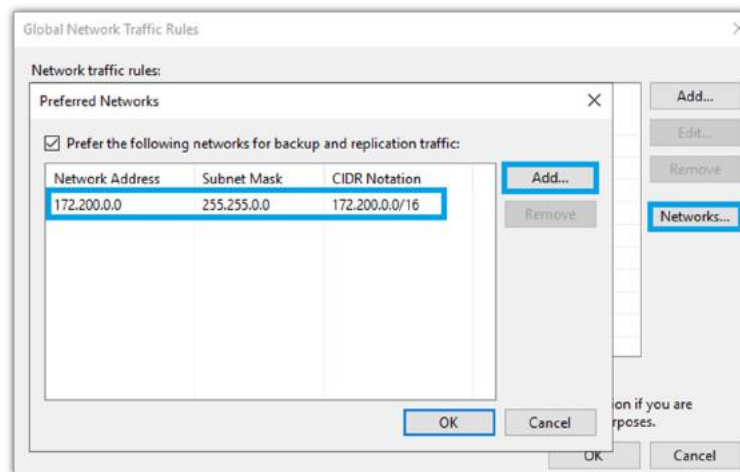 Global Network Traffic Rules
Network traffic rules:
Add...
Preferred Networks
Edit...
Prefer the following networks for backup and replication traffic:
Remove
Network Address Subnet Mask CIDR Notation
Add...
172.200.0.0 255.255.0.0 172.200.0.0/16
Remove
Networks...
OK Cancel
ion if you are
rposes.
OK Cancel